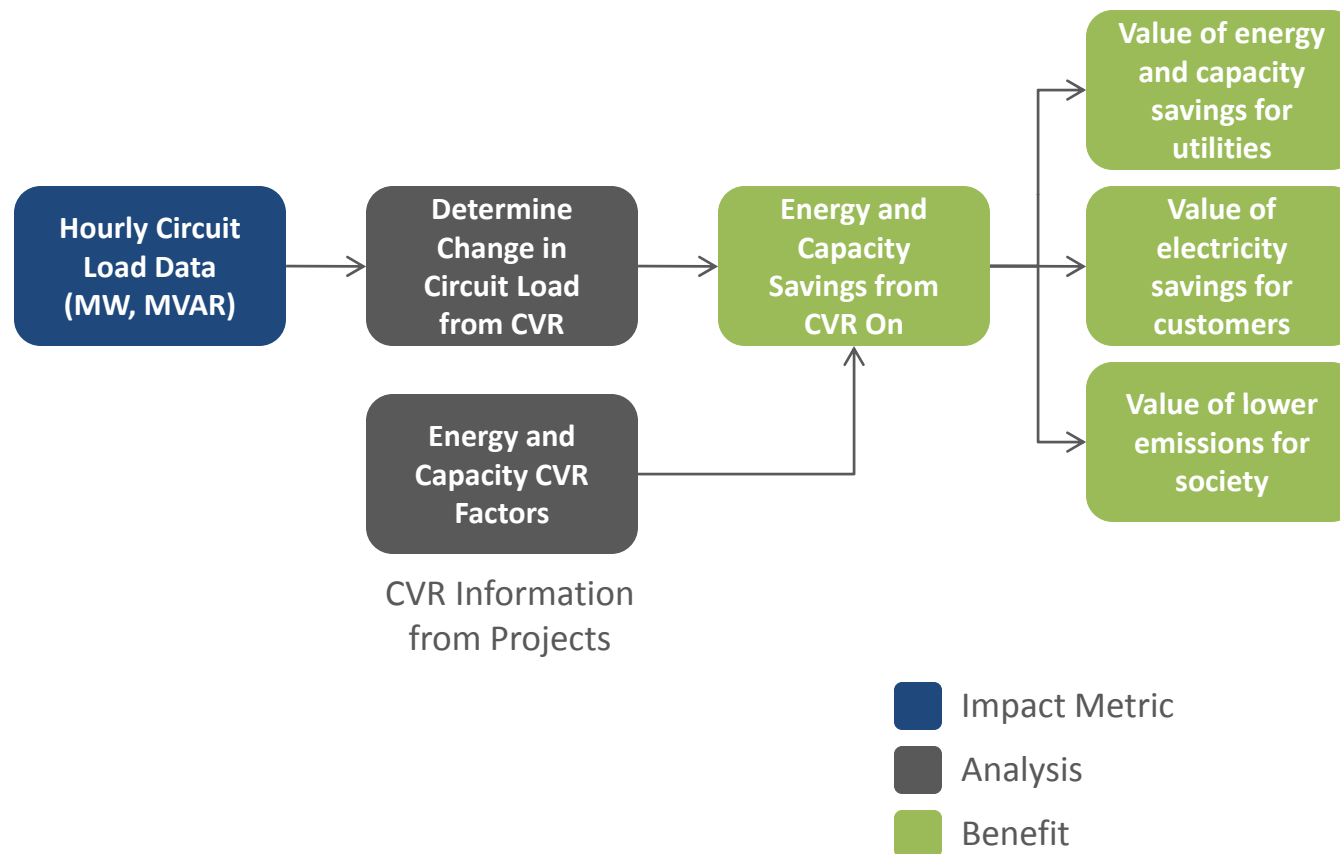 Value of energy
and capacity
savings for
utilities
Hourly Circuit
Load Data
(MW, MVAR)
Determine
Change in
Circuit Load
from CVR
Energy and
Capacity
Savings from
CVR On
Value of
electricity
savings for
customers
Energy and
Capacity CVR
Factors
Value of lower
emissions for
society
CVR Information
from Projects
Impact Metric
Analysis
Benefit